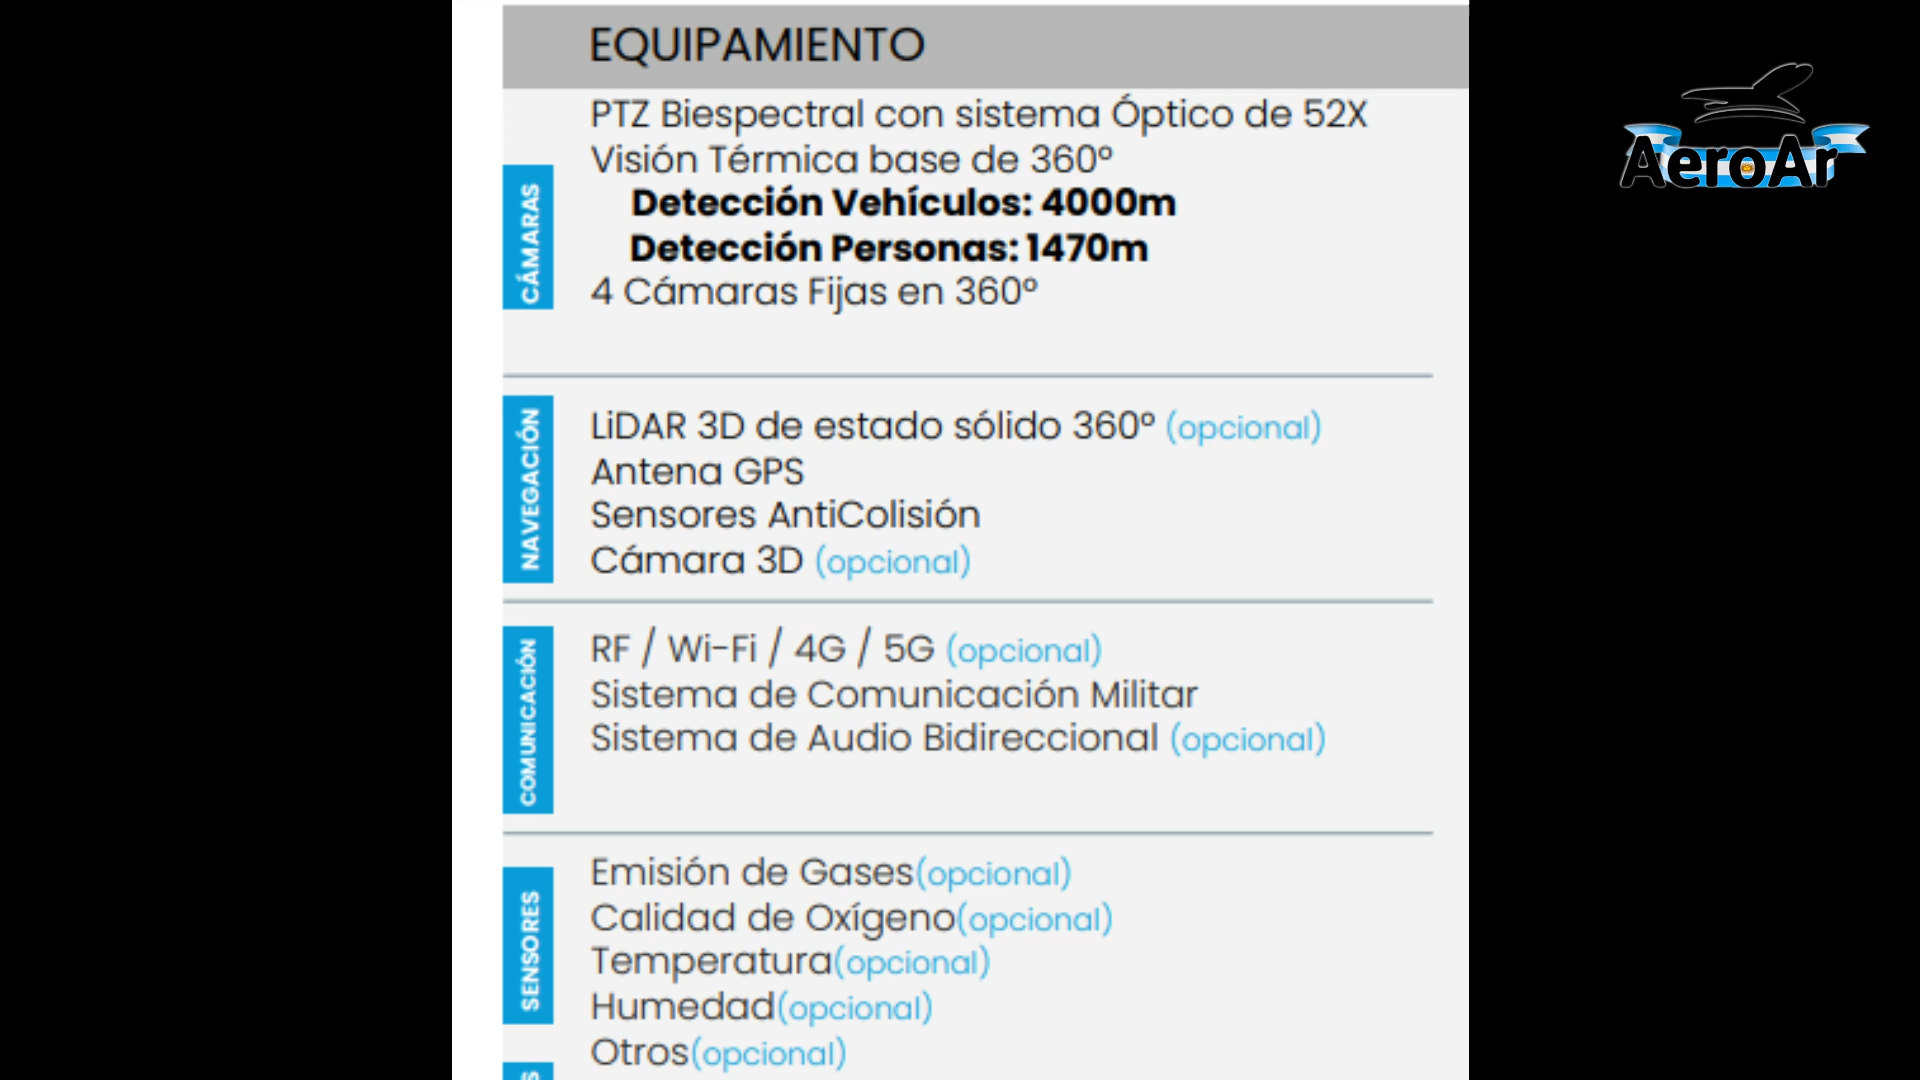 EQUIPAMIENTO
AeroAr
CÁMARAS
PTZ Biespectral con sistema Óptico de 52X
Visión Térmica base de 360º
Detección Vehículos: 4000m
Detección Personas: 1470m
4 Cámaras Fijas en 360º
NAVEGACIÓN
LiDAR 3D de estado sólido 360º (opcional)
Antena GPS
Sensores AntiColisión
Cámara 3D (opcional)
COMUNICACIÓN
RF / Wi-Fi / 4G / 5G (opcional)
Sistema de Comunicación Militar
Sistema de Audio Bidireccional (opcional)
SENSORES
Emisión de Gases(opcional)
Calidad de Oxígeno(opcional)
Temperatura(opcional)
Humedad(opcional)
Otros(opcional)